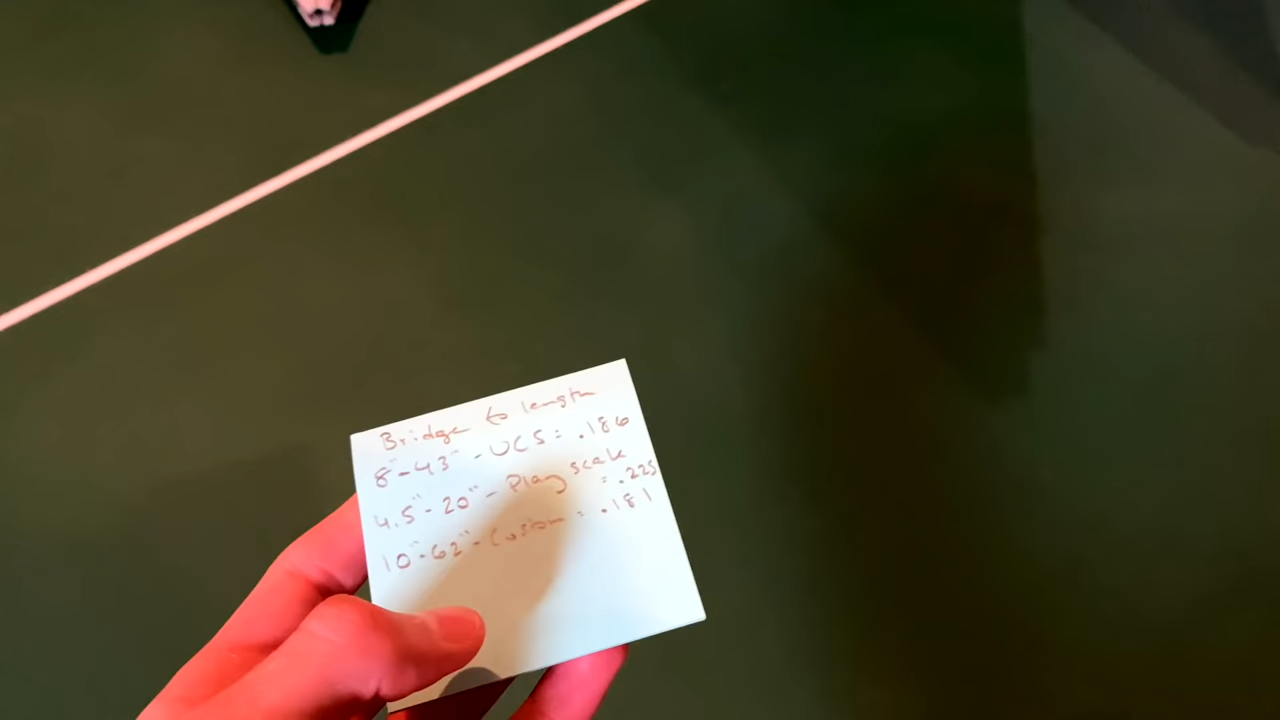 Bridge to length
8"-43" - UCS = .186
4.5"-20" - Play scale = .225
10"-62" - Custom = .181